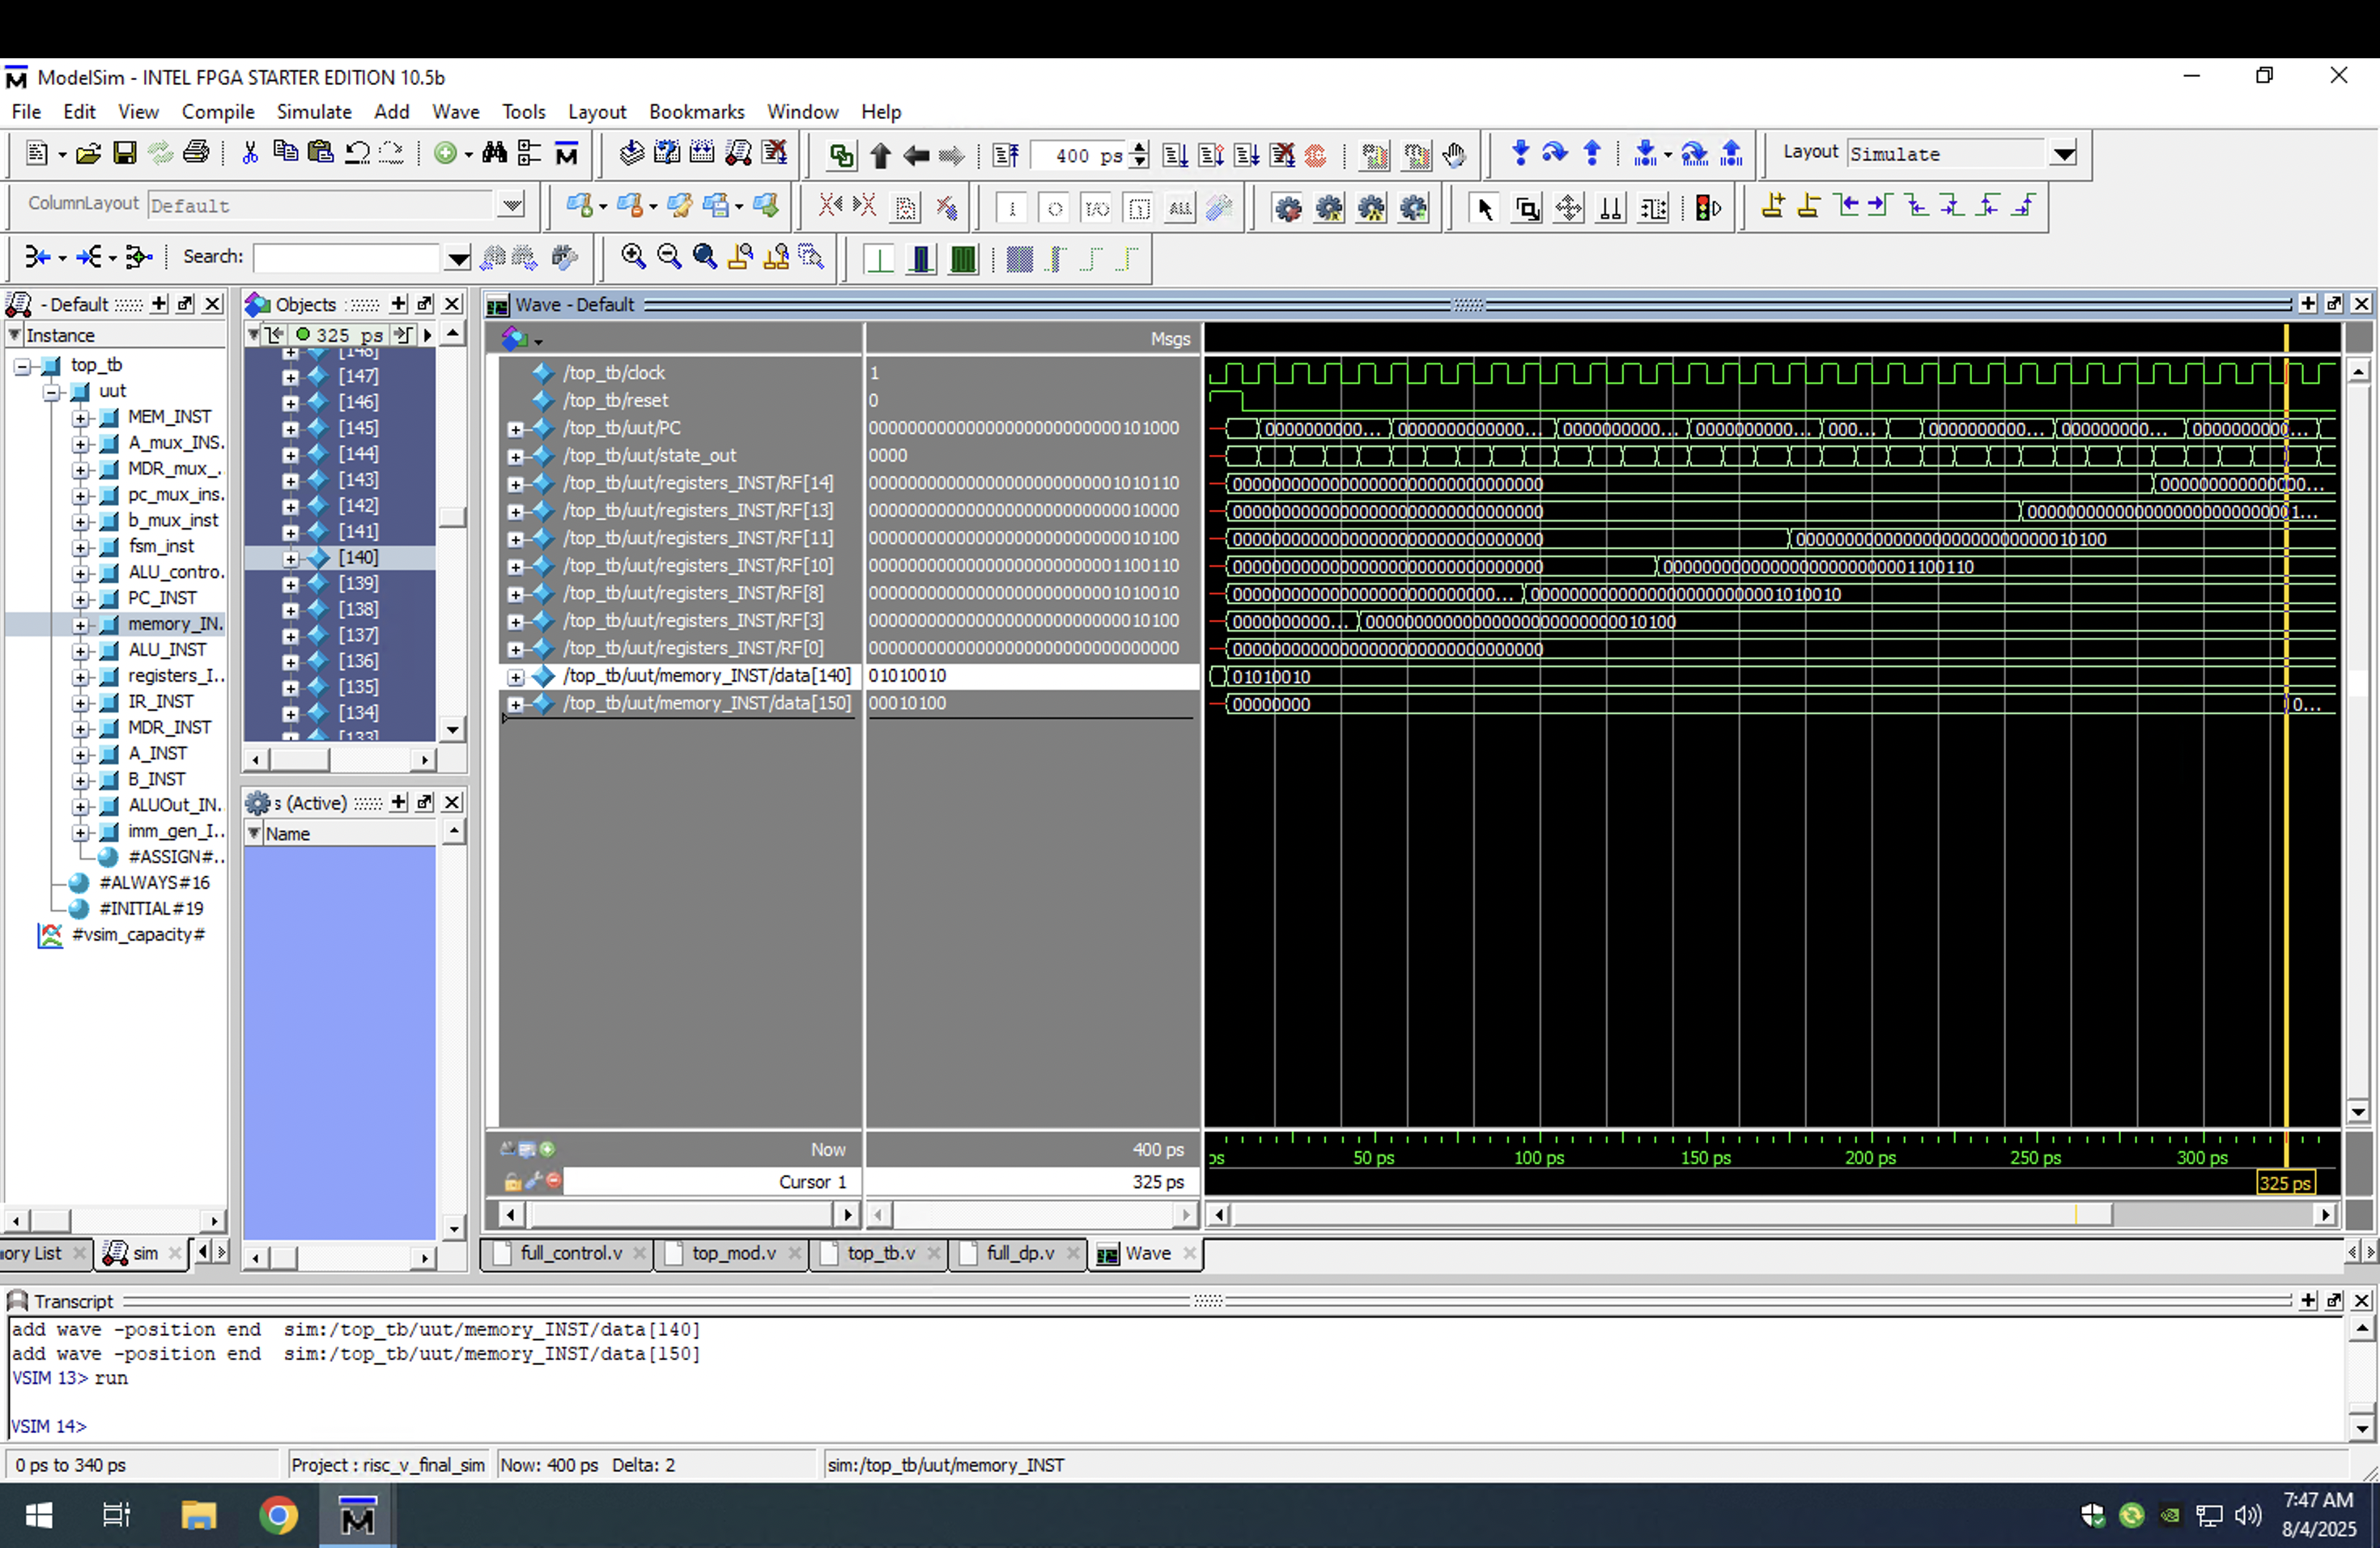 ModelSim - INTEL FPGA STARTER EDITION 10.5b
File Edit View Compile Simulate Add Wave Tools Layout Bookmarks Window Help
400 ps
Layout Simulate
ColumnLayout Default
Search:
- Default
Instance
top_tb
uut
MEM_INST
A_mux_INS.
MDR_mux_.
pc_mux_ins.
b_mux_inst
fsm_inst
ALU_contro.
PC_INST
memory_IN.
ALU_INST
registers_I..
IR_INST
MDR_INST
A_INST
B_INST
ALUOut_IN.
imm_gen_I..
#ASSIGN#..
#ALWAYS#16
#INITIAL#19
#vsim_capacity#
ory List sim
Objects
325 ps
[148]
[147]
[146]
[145]
[144]
[143]
[142]
[141]
[140]
[139]
[138]
[137]
[136]
[135]
[134]
[133]
s (Active)
Name
Wave - Default
Msgs
/top_tb/clock 1
/top_tb/reset 0
/top_tb/uut/PC 00000000000000000000000000101000 0000000000... 0000000000000... 0000000000... 0000000000... 000... 0000000000... 000000000... 000000000...
/top_tb/uut/state_out 0000
/top_tb/uut/registers_INST/RF[14] 00000000000000000000000001010110 00000000000000000000000000000000 0000000000000000...
/top_tb/uut/registers_INST/RF[13] 00000000000000000000000000010000 00000000000000000000000000000000 000000000000000000000000001...
/top_tb/uut/registers_INST/RF[11] 00000000000000000000000000010100 00000000000000000000000000000000 00000000000000000000000000010100
/top_tb/uut/registers_INST/RF[10] 00000000000000000000000001100110 00000000000000000000000000000000 00000000000000000000000001100110
/top_tb/uut/registers_INST/RF[8] 00000000000000000000000001010010 00000000000000000000000000... 00000000000000000000000001010010
/top_tb/uut/registers_INST/RF[3] 00000000000000000000000000010100 0000000000... 00000000000000000000000000010100
/top_tb/uut/registers_INST/RF[0] 00000000000000000000000000000000 00000000000000000000000000000000
/top_tb/uut/memory_INST/data[140] 01010010 01010010
/top_tb/uut/memory_INST/data[150] 00010100 00000000 0...
Now 400 ps
ps 50 ps 100 ps 150 ps 200 ps 250 ps 300 ps
Cursor 1 325 ps 325 ps
full_control.v top_mod.v top_tb.v full_dp.v Wave
Transcript
add wave -position end sim:/top_tb/uut/memory_INST/data[140]
add wave -position end sim:/top_tb/uut/memory_INST/data[150]
VSIM 13> run
VSIM 14>
0 ps to 340 ps Project : risc_v_final_sim Now: 400 ps Delta: 2 sim:/top_tb/uut/memory_INST
7:47 AM
8/4/2025